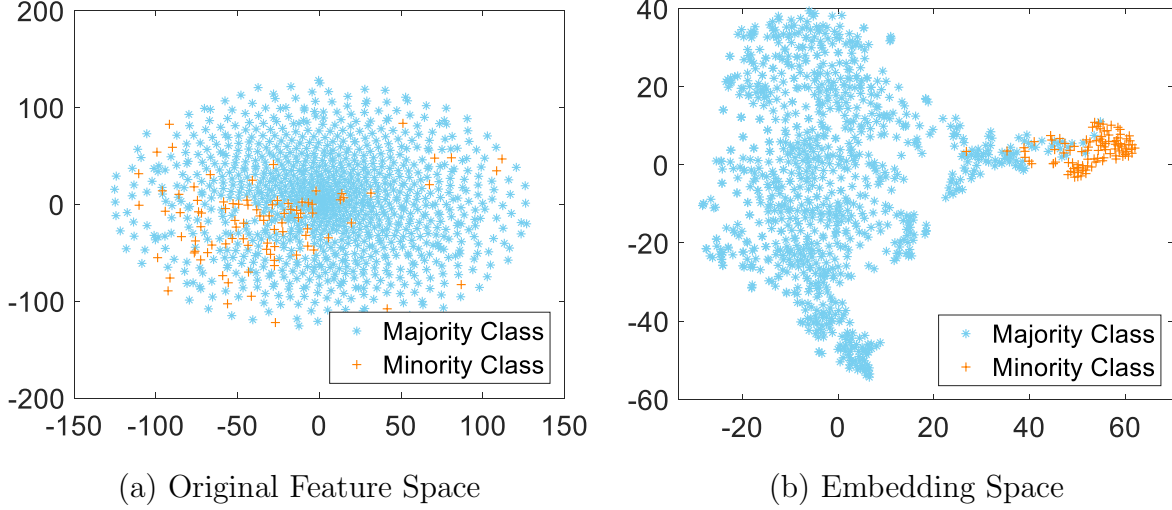 200
100
0
-100
-200
-150 -100 -50 0 50 100 150
Majority Class
Minority Class
(a) Original Feature Space
40
20
0
-20
-40
-60
-20 0 20 40 60
Majority Class
Minority Class
(b) Embedding Space